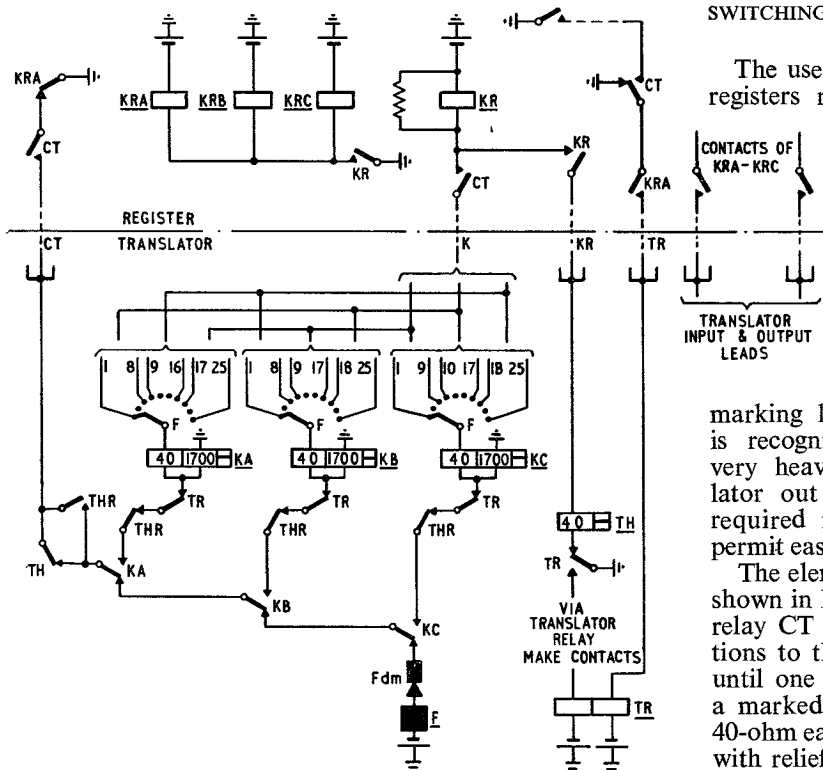 SWITCHING
The use
registers r
KRA
KRA
KRB
KRC
KR
CT
CT
KR
CT
KR
KRA
CONTACTS OF
KRA-KRC
REGISTER
TRANSLATOR
CT
K
KR
TR
TRANSLATOR
INPUT & OUTPUT
LEADS
1 8 9 16 17 25
1 8 9 17 18 25
1 9 10 17 18 25
F
F
F
40 1700 KA
40 1700 KB
40 1700 KC
THR
TR
THR
TR
THR
TR
THR
TH
KA
KB
KC
Fdm
F
40 TH
TR
VIA
TRANSLATOR
RELAY
MAKE CONTACTS
TR
marking l
is recogni
very heav
lator out
required
permit eas
The eler
shown in
relay CT
tions to th
until one
a marked
40-ohm ea
with relief